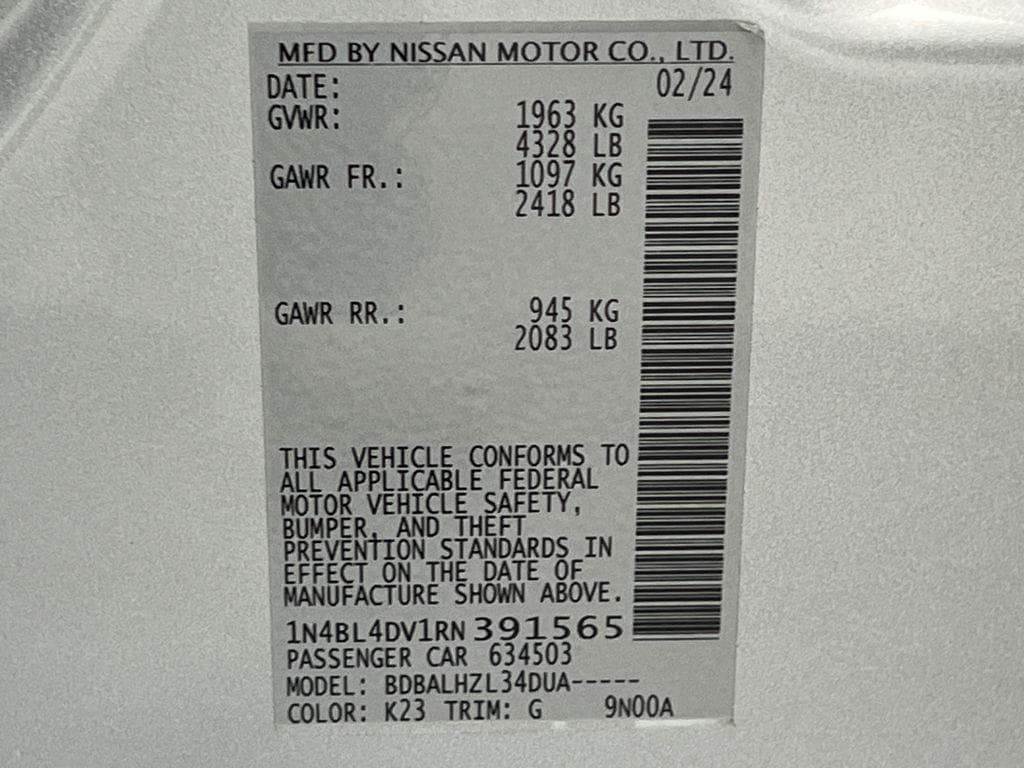 MFD BY NISSAN MOTOR CO., LTD.
DATE: 02/24
GVWR: 1963 KG
4328 LB
GAWR FR.: 1097 KG
2418 LB
GAWR RR.: 945 KG
2083 LB
THIS VEHICLE CONFORMS TO
ALL APPLICABLE FEDERAL
MOTOR VEHICLE SAFETY,
BUMPER, AND THEFT
PREVENTION STANDARDS IN
EFFECT ON THE DATE OF
MANUFACTURE SHOWN ABOVE.
1N4BL4DV1RN 391565
PASSENGER CAR 634503
MODEL: BDBALHZL34DUA-----
COLOR: K23 TRIM: G 9N00A